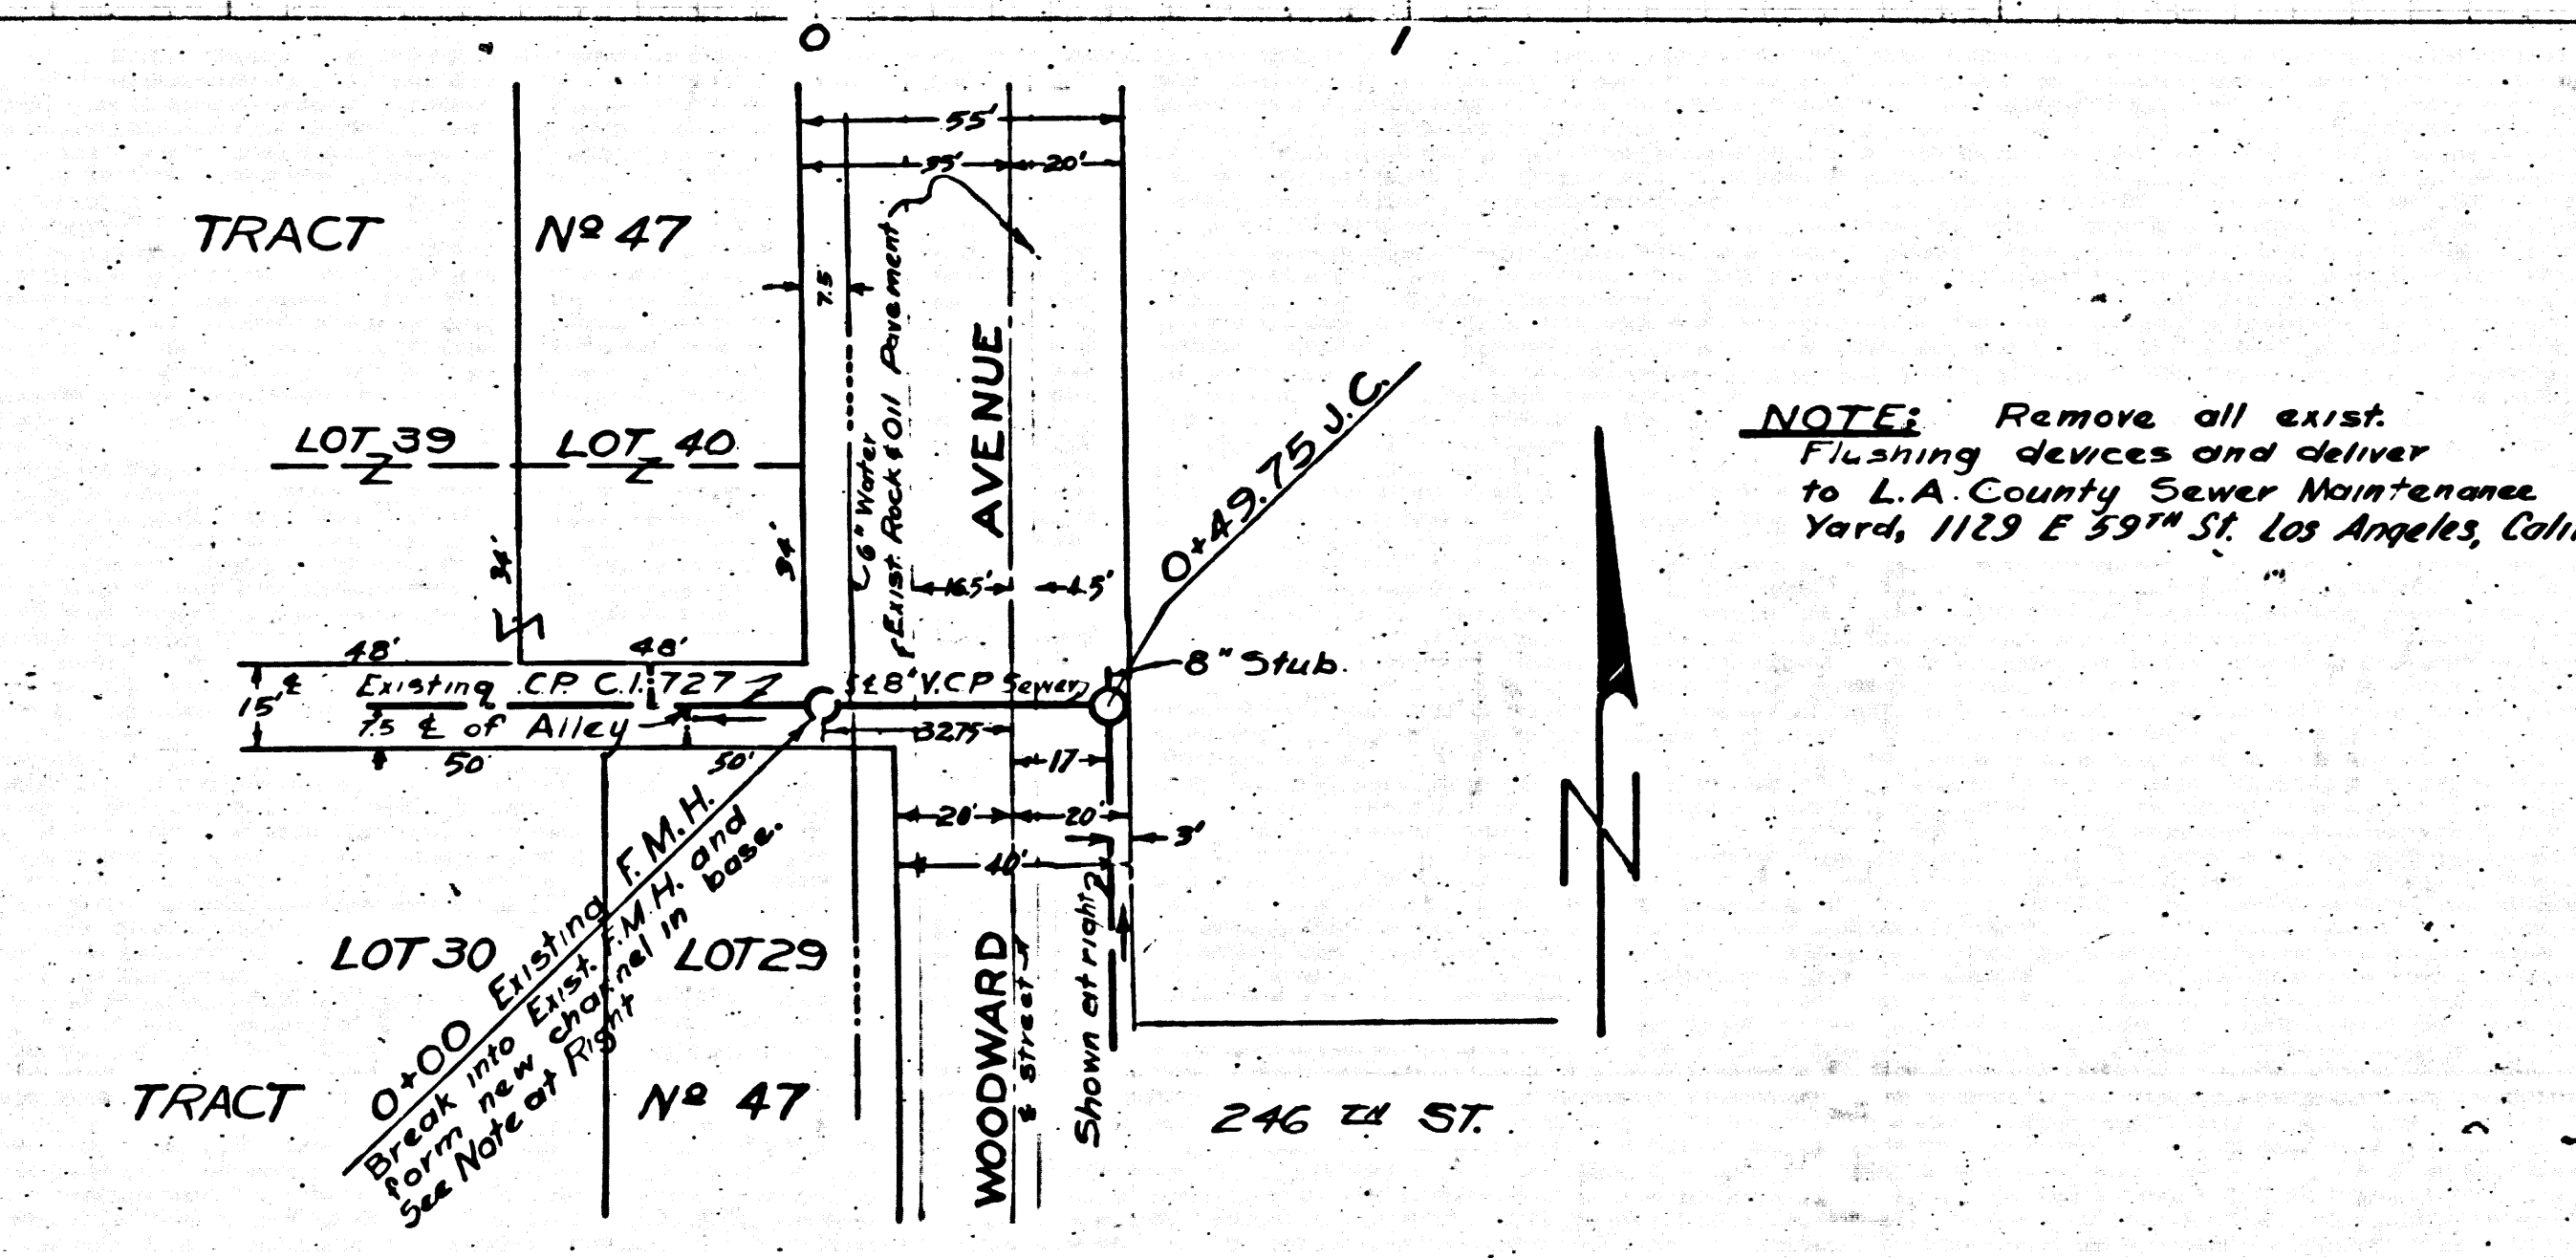 0
1
55'
35'
20'
TRACT
Nº 47
7.5
Exist. Rock & Oil Pavement
6" Water
AVENUE
LOT 39
LOT 40
0+49.75 J.C.
NOTE: Remove all exist.
Flushing devices and deliver
to L.A. County Sewer Maintenance
Yard, 1129 E 59TH St. Los Angeles, Calif
34'
34'
16.5'
4.5'
48'
48'
8" Stub.
15'
℄ Existing C.P. C.I. 727
8" V.C.P Sewer
7.5 ℄ of Alley
32.75
17
50'
50'
20'
20'
3'
40'
0+00 Existing F.M.H.
Break into Exist. F.M.H. and
form new channel in base.
See Note at Right
LOT 30
LOT 29
WOODWARD
℄ street
Shown at right
N
TRACT
Nº 47
246 TH ST.